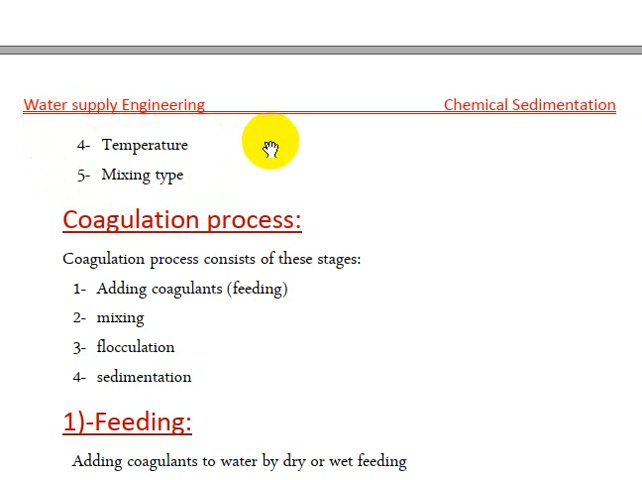 Water supply Engineering Chemical Sedimentation
4- Temperature
5- Mixing type
Coagulation process:
Coagulation process consists of these stages:
1- Adding coagulants (feeding)
2- mixing
3- flocculation
4- sedimentation
1)-Feeding:
Adding coagulants to water by dry or wet feeding